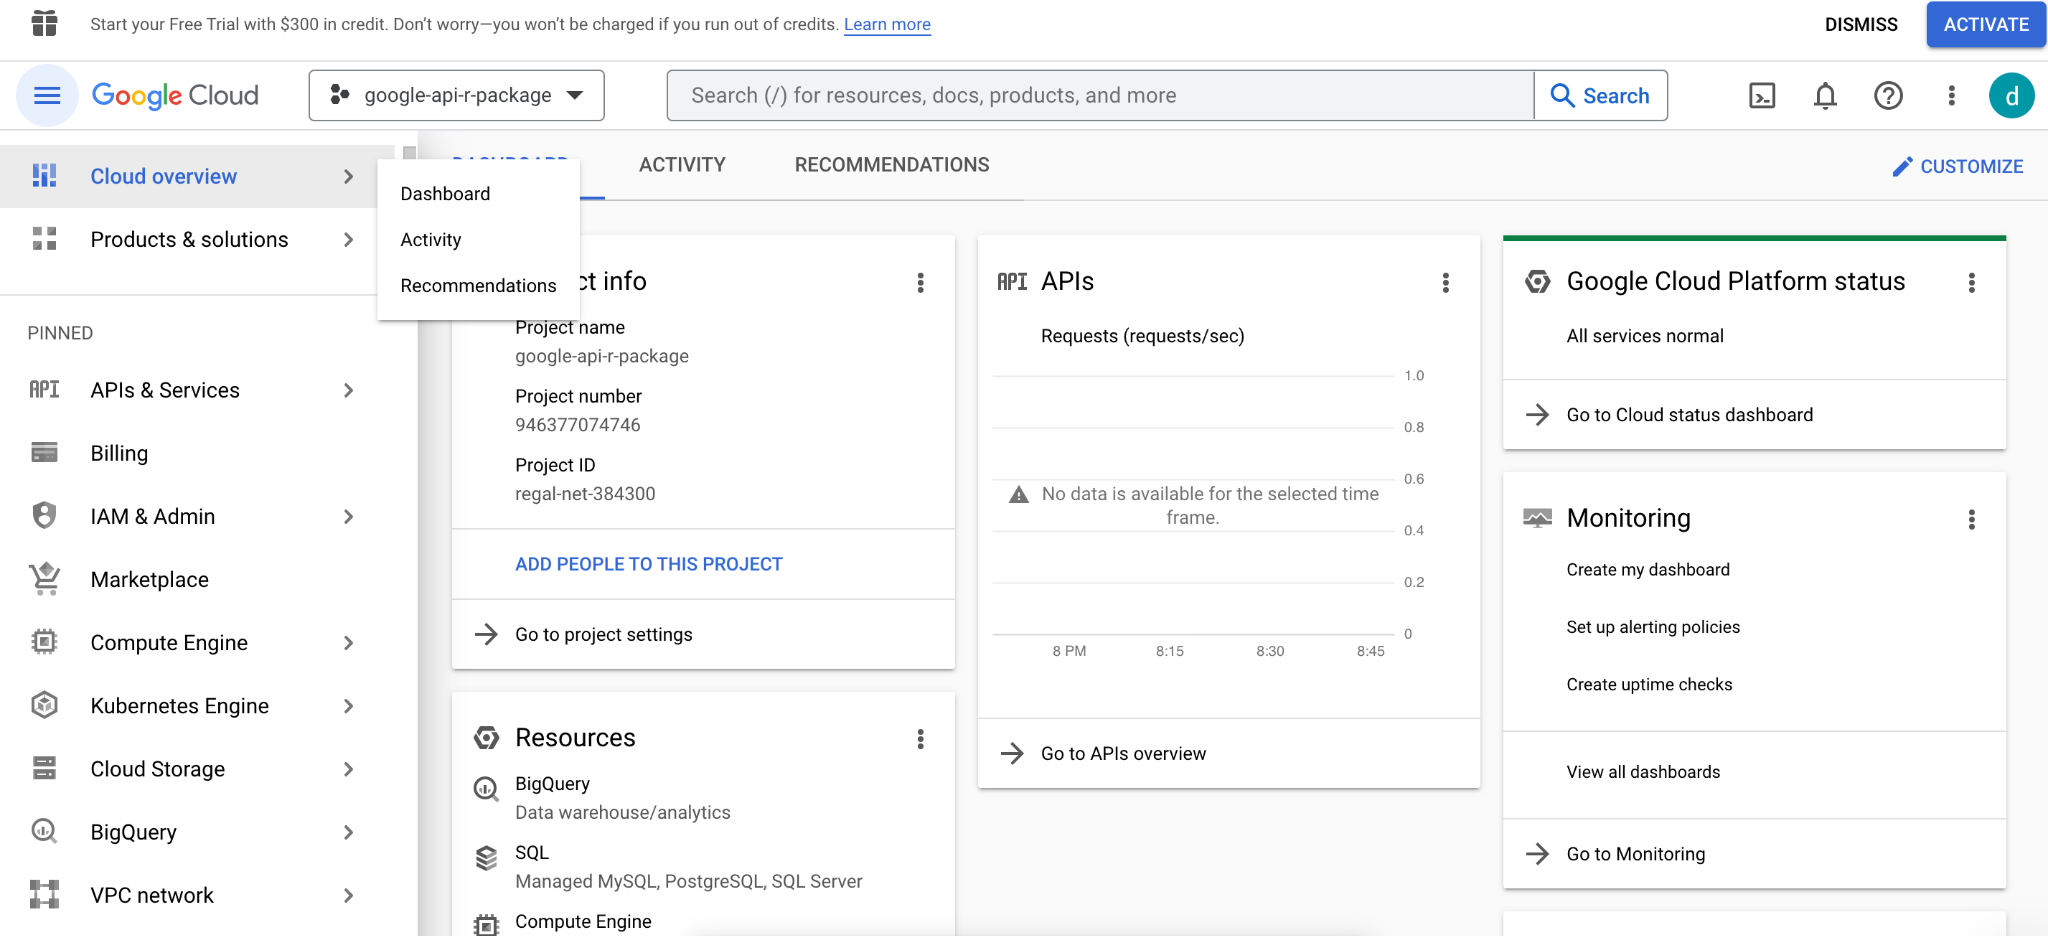 Start your Free Trial with $300 in credit. Don't worry—you won't be charged if you run out of credits. Learn more
DISMISS
ACTIVATE
Google Cloud
google-api-r-package
Search (/) for resources, docs, products, and more
Search
d
Cloud overview
Products & solutions
PINNED
API APIs & Services
Billing
IAM & Admin
Marketplace
Compute Engine
Kubernetes Engine
Cloud Storage
BigQuery
VPC network
Dashboard
Activity
Recommendations
DASHBOARD
ACTIVITY
RECOMMENDATIONS
CUSTOMIZE
ct info
Project name
google-api-r-package
Project number
946377074746
Project ID
regal-net-384300
ADD PEOPLE TO THIS PROJECT
Go to project settings
Resources
BigQuery
Data warehouse/analytics
SQL
Managed MySQL, PostgreSQL, SQL Server
Compute Engine
API APIs
Requests (requests/sec)
1.0
0.8
0.6
No data is available for the selected time
frame.
0.4
0.2
0
8 PM 8:15 8:30 8:45
Go to APIs overview
Google Cloud Platform status
All services normal
Go to Cloud status dashboard
Monitoring
Create my dashboard
Set up alerting policies
Create uptime checks
View all dashboards
Go to Monitoring